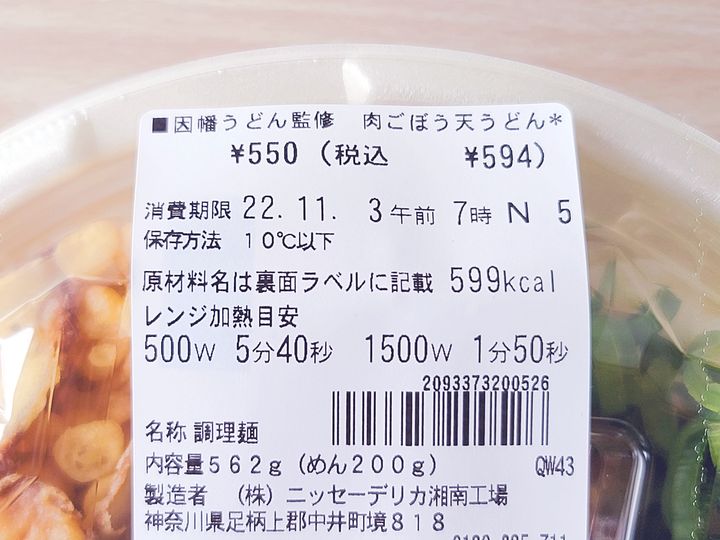 ■因幡うどん監修 肉ごぼう天うどん*
¥550(税込 ¥594)
消費期限 22.11. 3午前 7時 N 5
保存方法 10℃以下
原材料名は裏面ラベルに記載 599kcal
レンジ加熱目安
500W 5分40秒 1500W 1分50秒
2093373200526
名称 調理麺
内容量562g(めん200g) QW43
製造者 (株)ニッセーデリカ湘南工場
神奈川県足柄上郡中井町境818